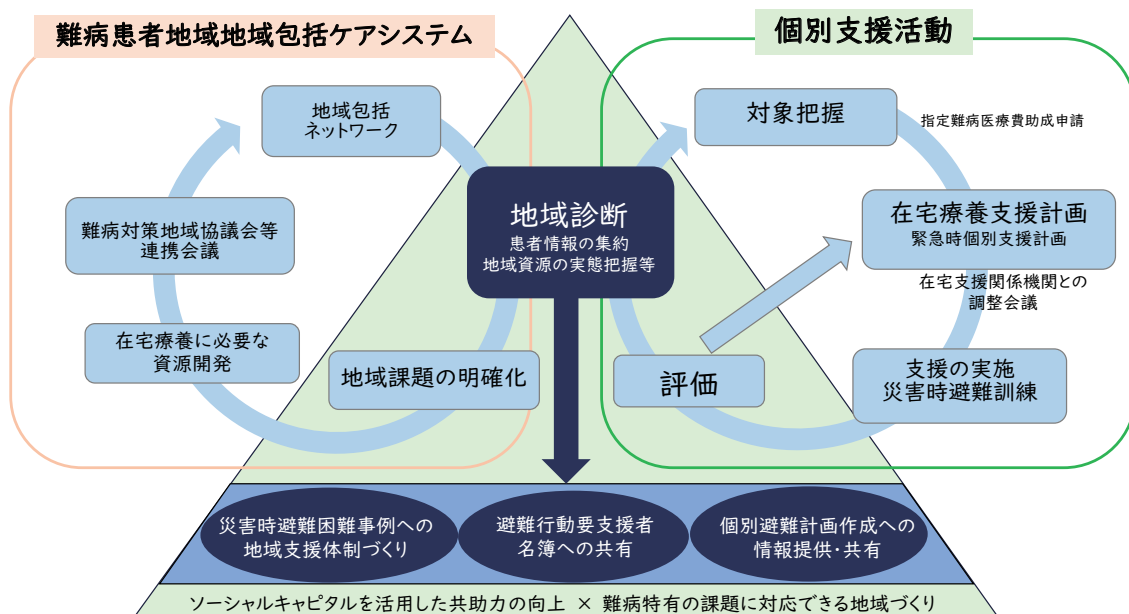 難病患者地域地域包括ケアシステム
個別支援活動
地域包括
ネットワーク
難病対策地域協議会等
連携会議
在宅療養に必要な
資源開発
地域課題の明確化
地域診断
患者情報の集約
地域資源の実態把握等
対象把握
指定難病医療費助成申請
在宅療養支援計画
緊急時個別支援計画
在宅支援関係機関との
調整会議
支援の実施
災害時避難訓練
評価
災害時避難困難事例への
地域支援体制づくり
避難行動要支援者
名簿への共有
個別避難計画作成への
情報提供・共有
ソーシャルキャピタルを活用した共助力の向上 × 難病特有の課題に対応できる地域づくり